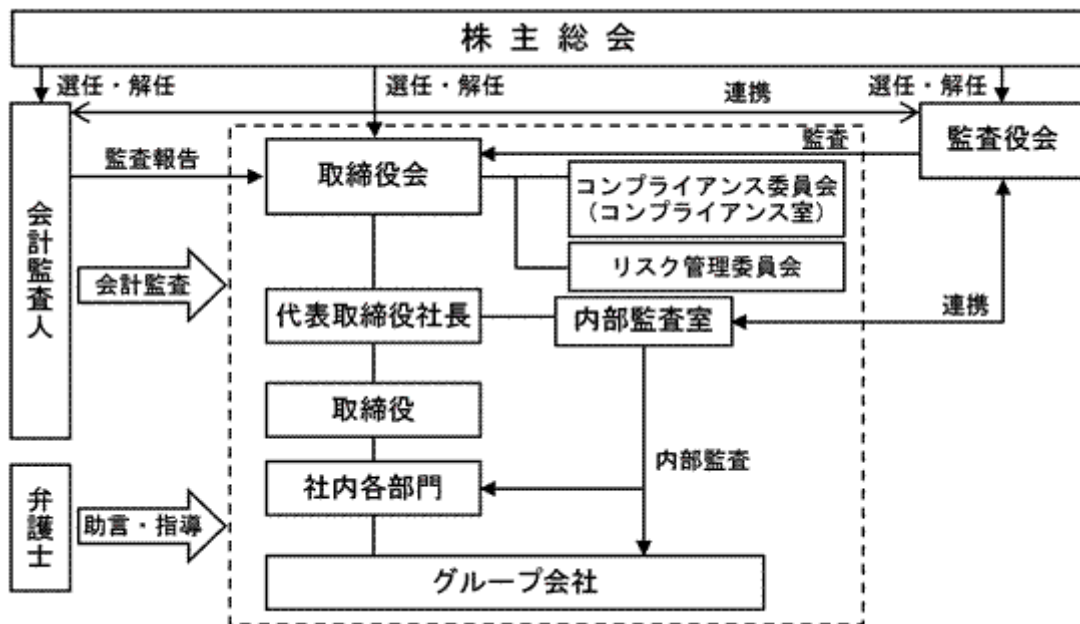 株主総会
選任・解任
選任・解任
連携
選任・解任
監査役会
監査
監査報告
取締役会
コンプライアンス委員会
（コンプライアンス室）
会計監査人
リスク管理委員会
会計監査
代表取締役社長
内部監査室
連携
取締役
内部監査
社内各部門
弁護士
助言・指導
グループ会社